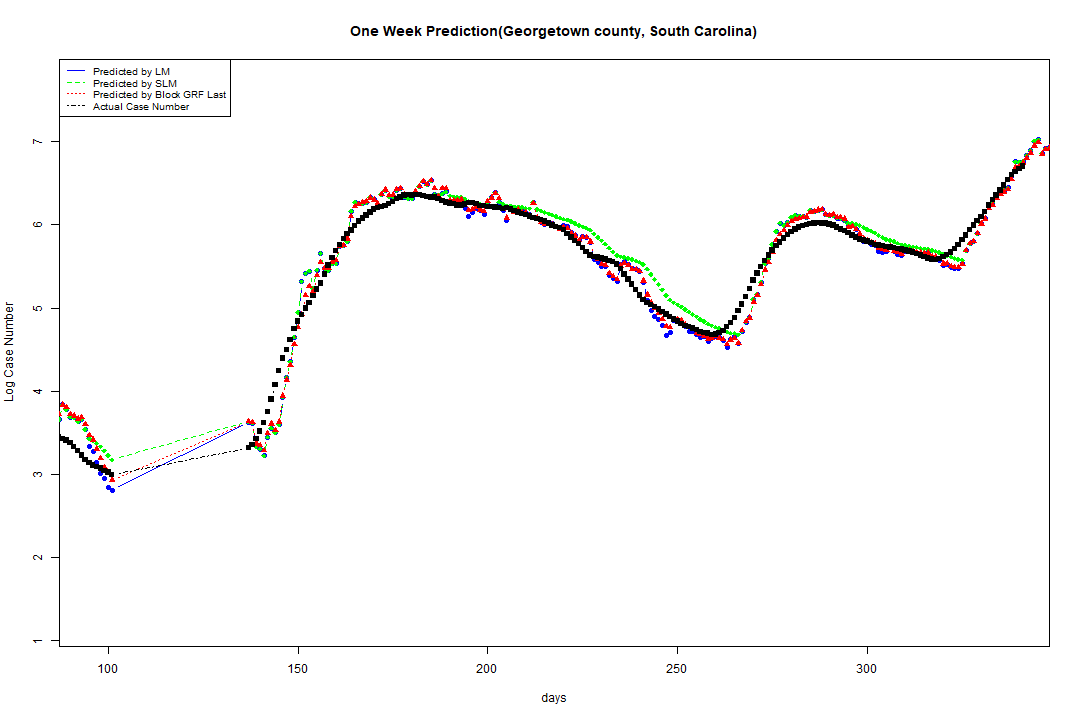 One Week Prediction(Georgetown county, South Carolina)
Predicted by LM
Predicted by SLM
Predicted by Block GRF Last
Actual Case Number
7
6
5
4
3
2
1
Log Case Number
100 150 200 250 300
days